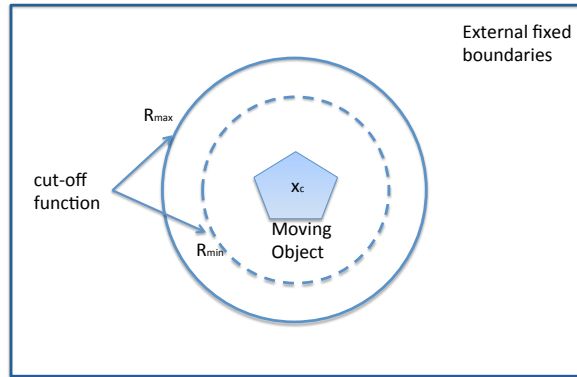 External fixed
boundaries
Rmax
cut-off
function
xc
Moving
Object
Rmin